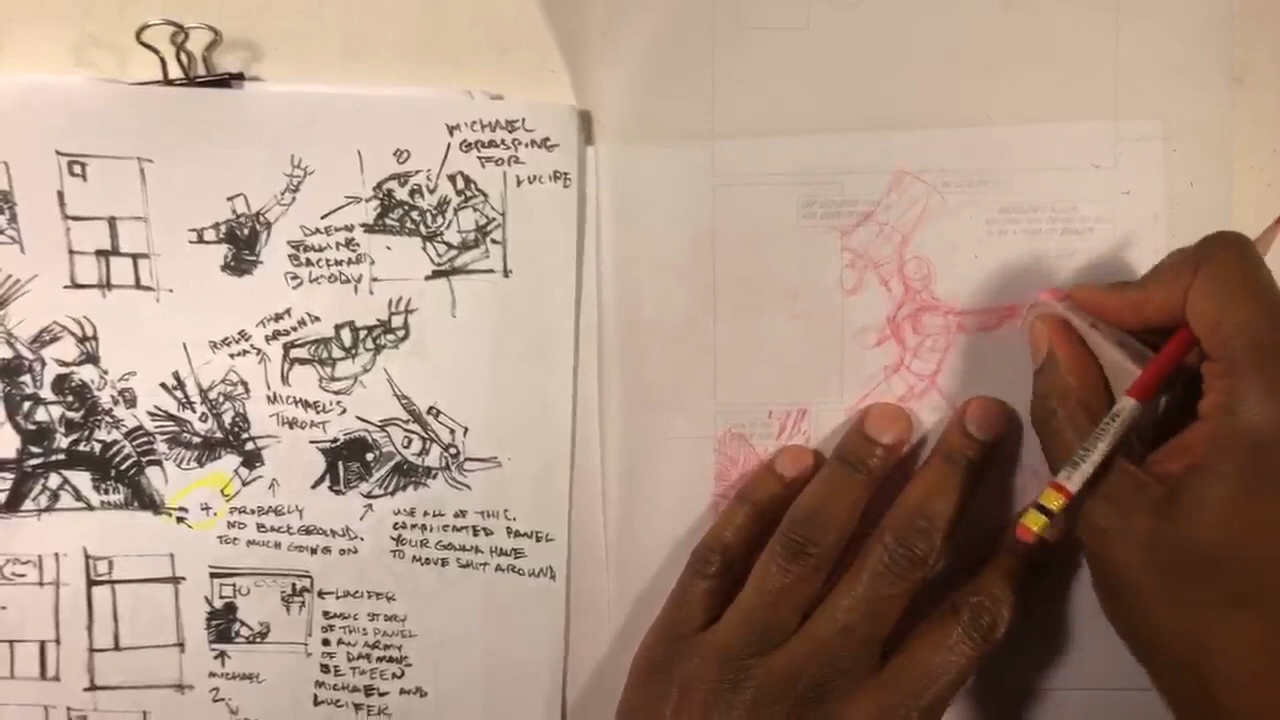 MICHAEL
GRASPING
FOR
LUCIFE
DAEMON
FALLING
BACKWARD
BLOODY
RIFLE THAT
WAS AROUND
MICHAEL'S
THROAT
4. PROBABLY
NO BACKGROUND.
TOO MUCH GOING ON
USE ALL OF THIS.
COMPLICATED PANEL
YOUR GONNA HAVE
TO MOVE SHIT AROUND
LUCIFER
BASIC STORY
OF THIS PANEL
AN ARMY
OF DAEMONS
BETWEEN
MICHAEL AND
LUCIFER
MICHAEL
2.